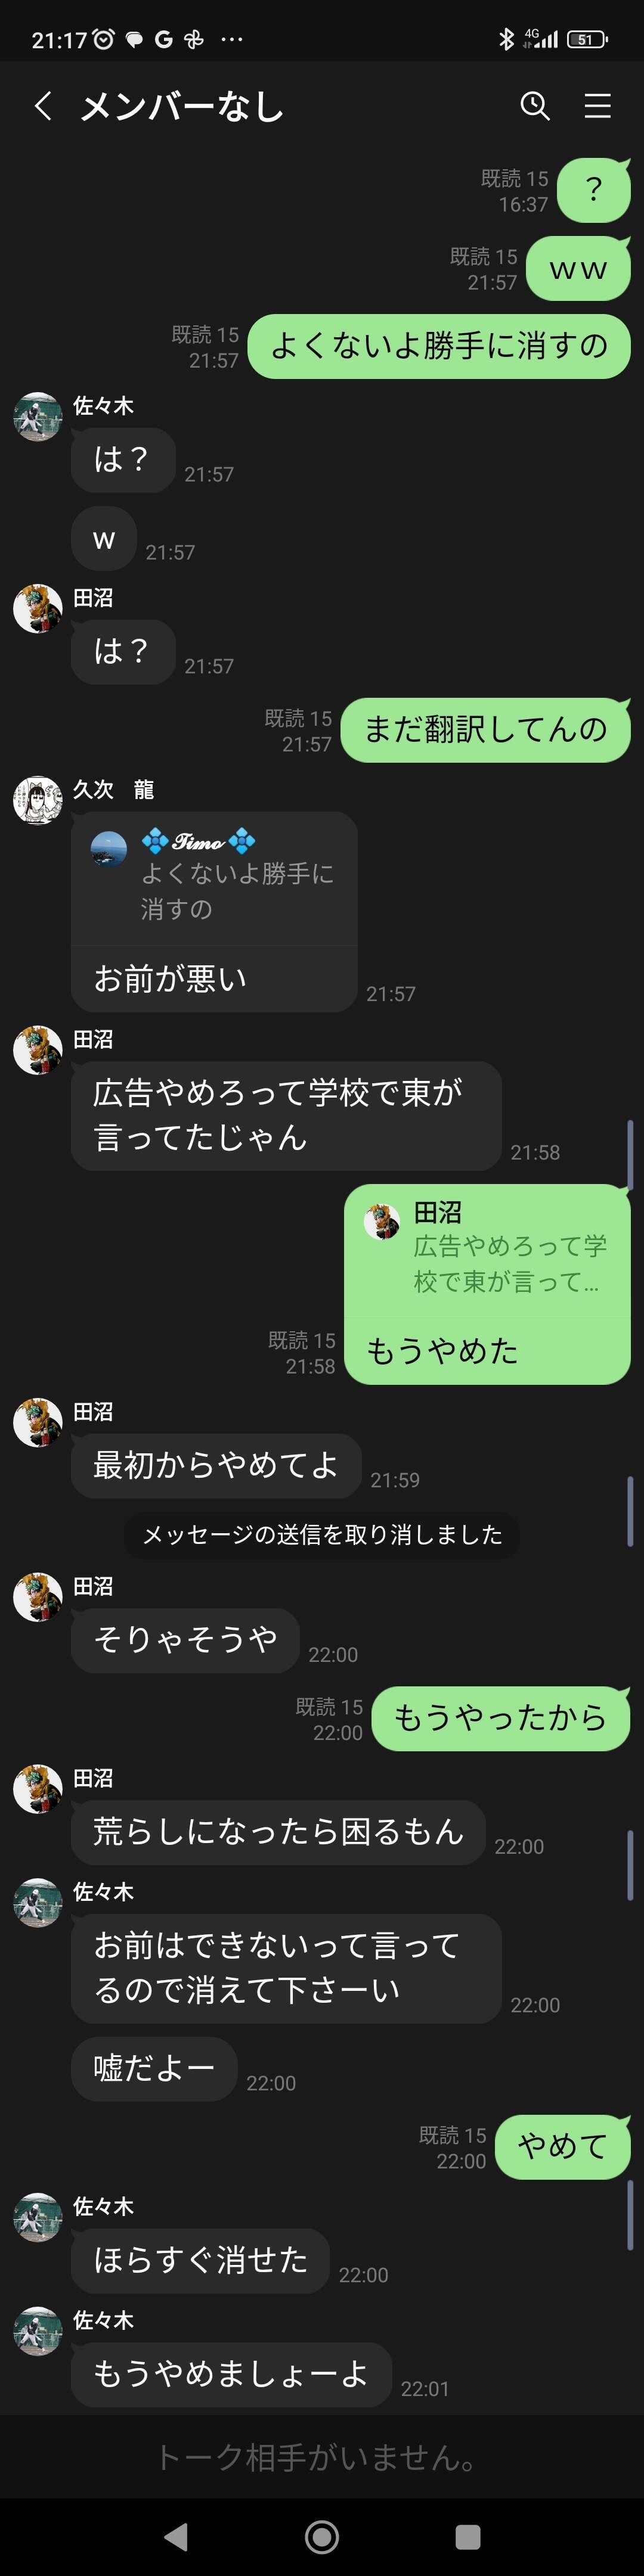 21:17
4G
51
メンバーなし
既読 15
16:37
？
既読 15
21:57
ｗｗ
既読 15
21:57
よくないよ勝手に消すの
佐々木
は？
21:57
w
21:57
田沼
は？
21:57
既読 15
21:57
まだ翻訳してんの
久次　龍
💠𝓣𝓲𝓶𝓸💠
よくないよ勝手に
消すの
お前が悪い
21:57
田沼
広告やめろって学校で東が
言ってたじゃん
21:58
田沼
広告やめろって学
校で東が言って...
既読 15
21:58
もうやめた
田沼
最初からやめてよ
21:59
メッセージの送信を取り消しました
田沼
そりゃそうや
22:00
既読 15
22:00
もうやったから
田沼
荒らしになったら困るもん
22:00
佐々木
お前はできないって言って
るので消えて下さーい
22:00
嘘だよー
22:00
既読 15
22:00
やめて
佐々木
ほらすぐ消せた
22:00
佐々木
もうやめましょーよ
22:01
トーク相手がいません。